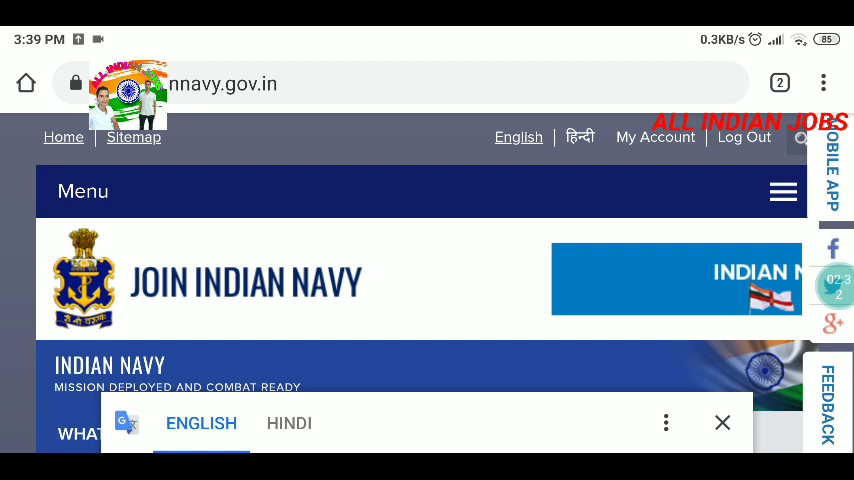 3:39 PM 0.3KB/s 85
ALL INDIAN
nnavy.gov.in 2
ALL INDIAN JOBS
Home Sitemap English हिन्दी My Account Log Out
MOBILE APP
Menu
JOIN INDIAN NAVY
INDIAN N
02:3
2
g+
INDIAN NAVY
MISSION DEPLOYED AND COMBAT READY
FEEDBACK
WHAT
ENGLISH HINDI